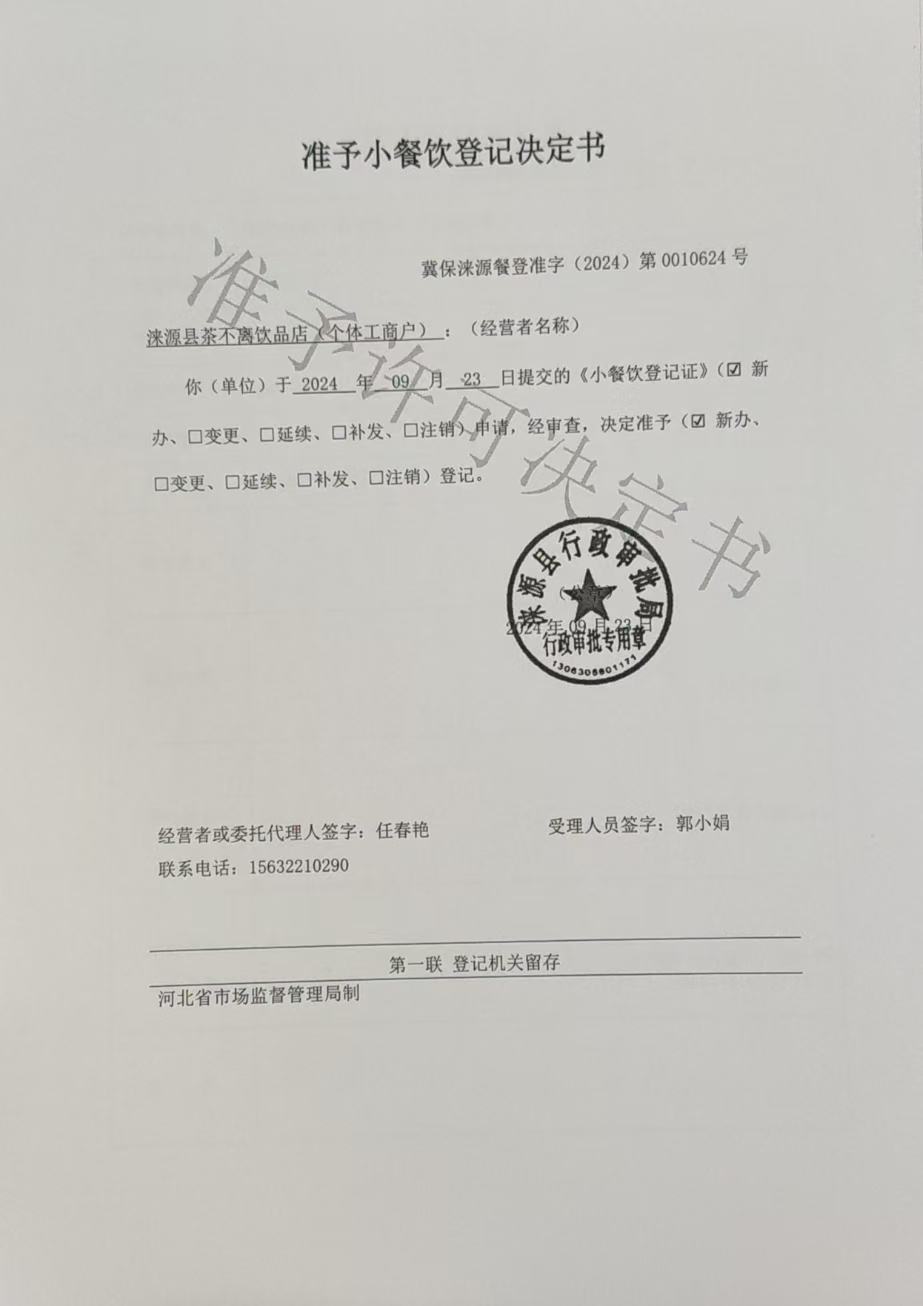 准予小餐饮登记决定书
冀保涞源餐登准字（2024）第0010624号
涞源县茶不离饮品店（个体工商户）：（经营者名称）
你（单位）于 2024 年 09 月 23 日提交的《小餐饮登记证》（☑ 新
办、□变更、□延续、□补发、□注销）申请，经审查，决定准予（☑ 新办、
□变更、□延续、□补发、□注销）登记。
准予许可决定书
涞源县行政审批局
（公章）
2024年09月23日
行政审批专用章
经营者或委托代理人签字：任春艳
受理人员签字：郭小娟
联系电话：15632210290
第一联 登记机关留存
河北省市场监督管理局制